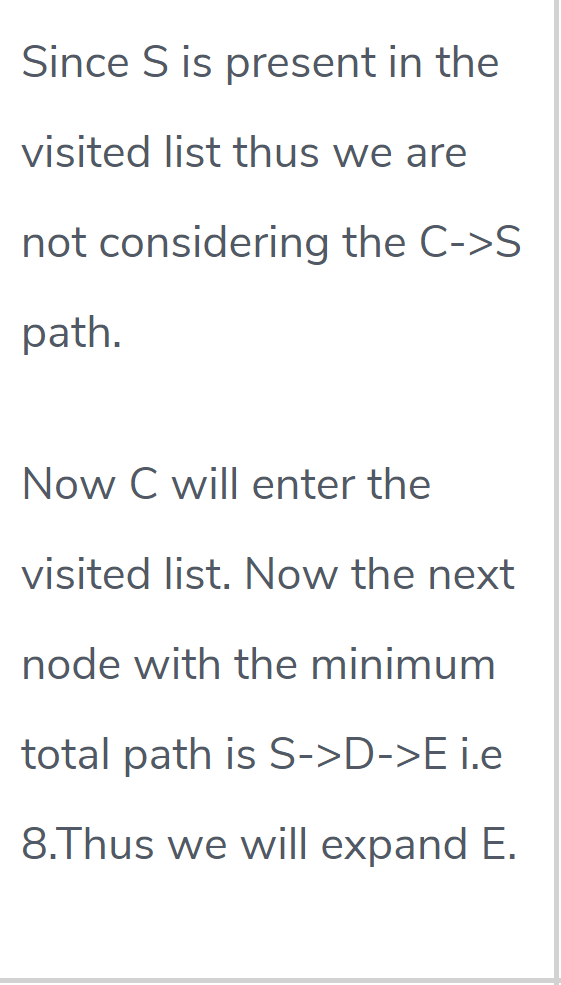 Since S is present in the
visited list thus we are
not considering the C->S
path.
Now C will enter the
visited list. Now the next
node with the minimum
total path is S->D->E i.e
8.Thus we will expand E.